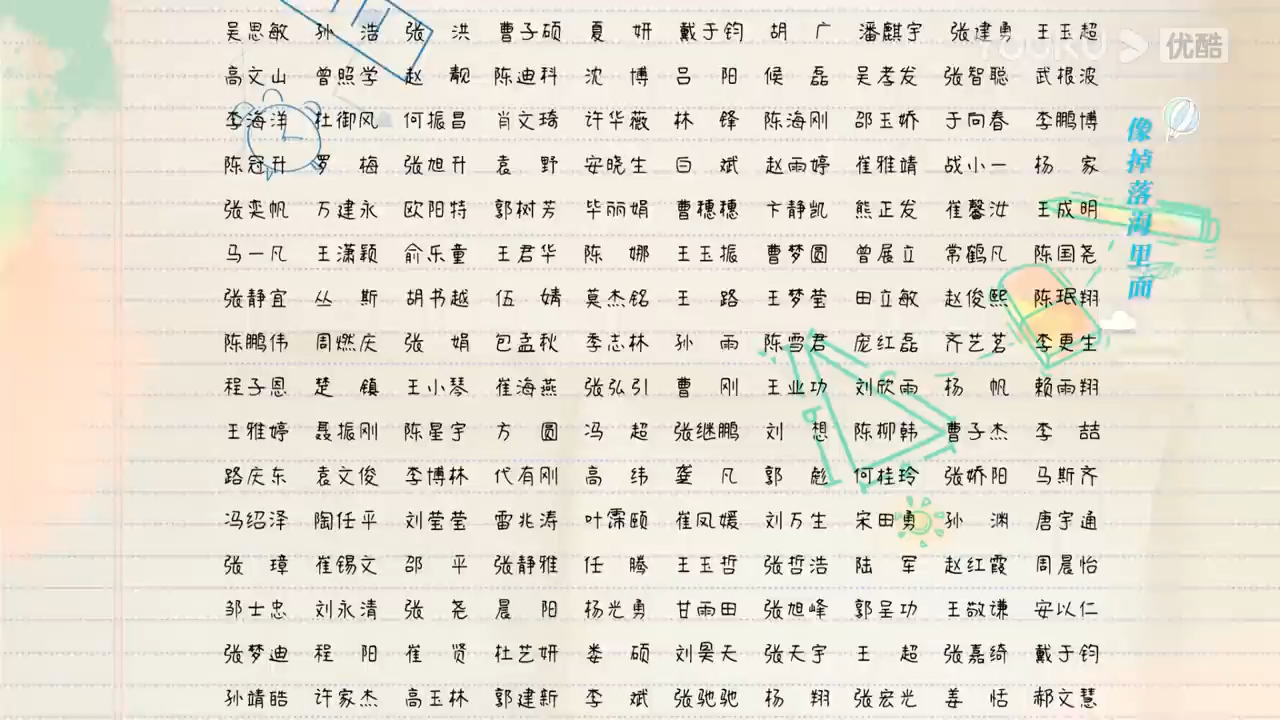 吴思敏 孙 浩 张 洪 曹子硕 夏 妍 戴于钧 胡 广 潘麒宇 张建勇 王玉超
YOUKU 优酷
高文山 曾照学 赵 靓 陈迪科 沈 博 吕 阳 侯 磊 吴孝发 张智聪 武根波
李海洋 杜御风 何振昌 肖文琦 许华薇 林 锋 陈海刚 邵玉娇 于向春 李鹏博
陈冠升 罗 梅 张旭升 袁 野 安晓生 白 斌 赵雨婷 崔雅靖 战小一 杨 家
张奕帆 万建永 欧阳特 郭树芳 毕丽娟 曹穗穗 卞静凯 熊正发 崔馨汝 王成明
马一凡 王潇颖 俞乐童 王君华 陈 娜 王玉振 曹梦圆 曾展立 常鹤凡 陈国尧
张静宜 丛 斯 胡书越 伍 婧 莫杰铭 王 路 王梦莹 田立敏 赵俊熙 陈珉翔
陈鹏伟 周燃庆 张 娟 包孟秋 季志林 孙 雨 陈雪君 庞红磊 齐艺茗 李更生
程子恩 楚 镇 王小琴 崔海燕 张弘引 曹 刚 王业功 刘欣雨 杨 帆 赖雨翔
王雅婷 聂振刚 陈星宇 方 圆 冯 超 张继鹏 刘 想 陈柳韩 曹子杰 李 喆
路庆东 袁文俊 李博林 代有刚 高 纬 龚 凡 郭 彪 何桂玲 张娇阳 马斯齐
冯绍泽 陶任平 刘莹莹 雷兆涛 叶霈颐 崔凤媛 刘万生 宋田勇 孙 渊 唐宇通
张 璋 崔锡文 邵 平 张静雅 任 腾 王玉哲 张哲浩 陆 军 赵红霞 周晨怡
邹士忠 刘永清 张 尧 晨 阳 杨光勇 甘雨田 张旭峰 郭呈功 王敬谦 安以仁
张梦迪 程 阳 崔 贤 杜艺妍 娄 硕 刘昊天 张天宇 王 超 张嘉绮 戴于钧
孙靖皓 许家杰 高玉林 郭建新 李 斌 张驰驰 杨 翔 张宏光 姜 恬 郝文慧
像掉落海里面